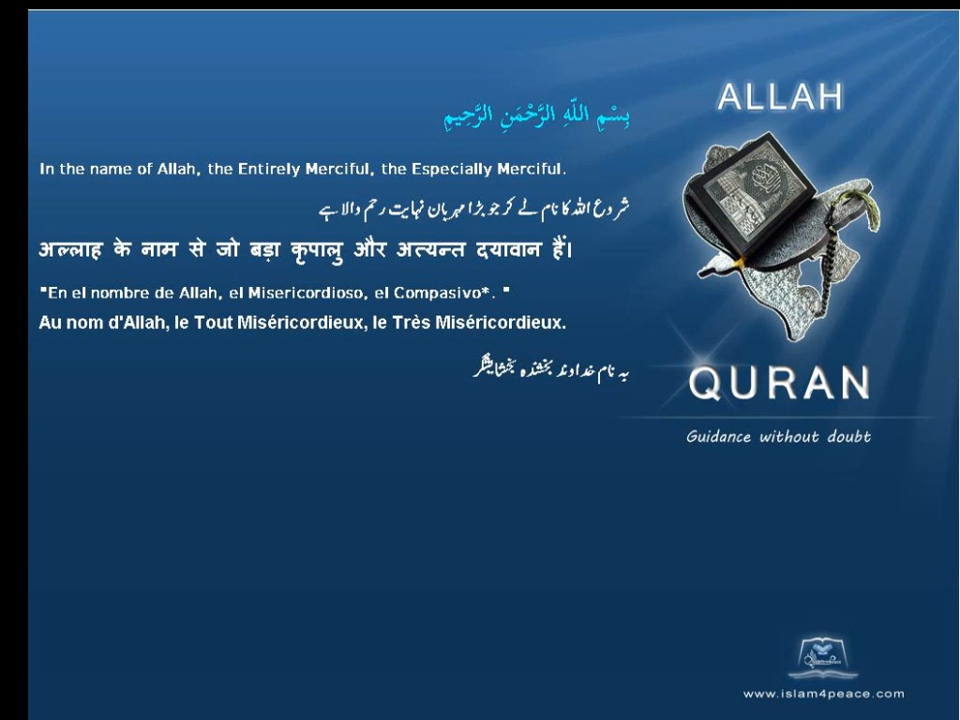 بِسْمِ اللّهِ الرَّحْمَنِ الرَّحِيمِ
In the name of Allah, the Entirely Merciful, the Especially Merciful.
شروع الله کا نام لے کر جو بڑا مہربان نہایت رحم والا ہے
अल्लाह के नाम से जो बड़ा कृपालु और अत्यन्त दयावान हैं।
"En el nombre de Allah, el Misericordioso, el Compasivo*. "
Au nom d'Allah, le Tout Miséricordieux, le Très Miséricordieux.
به نام خداوند بخشنده بخشایشگر
ALLAH
QURAN
Guidance without doubt
www.islam4peace.com